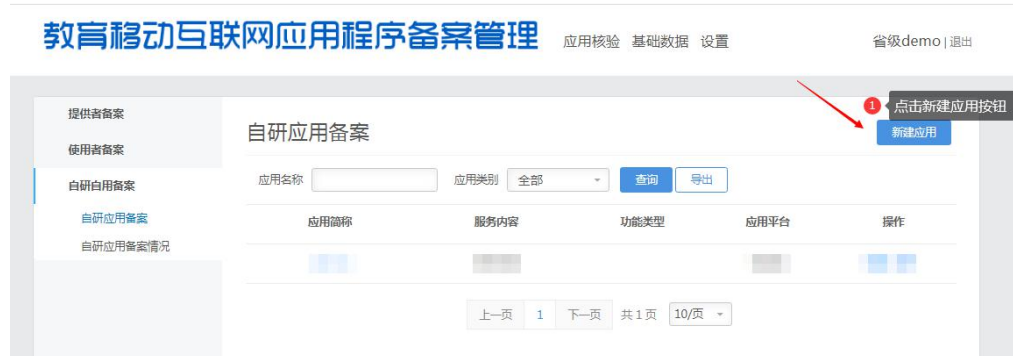 教育移动互联网应用程序备案管理 应用核验 基础数据 设置 省级demo | 退出
提供者备案
使用者备案
自研自用备案
自研应用备案
自研应用备案情况
1 点击新建应用按钮
自研应用备案 新建应用
应用名称 应用类别 全部 查询 导出
应用简称 服务内容 功能类型 应用平台 操作
上一页 1 下一页 共1页 10/页